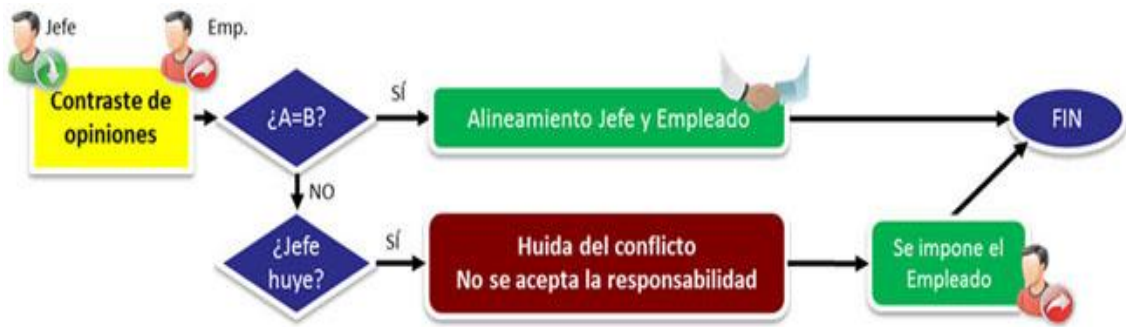 Jefe
Emp.
Contraste de
opiniones
¿A=B?
SÍ
Alineamiento Jefe y Empleado
FIN
NO
¿Jefe
huye?
SÍ
Huida del conflicto
No se acepta la responsabilidad
Se impone el
Empleado